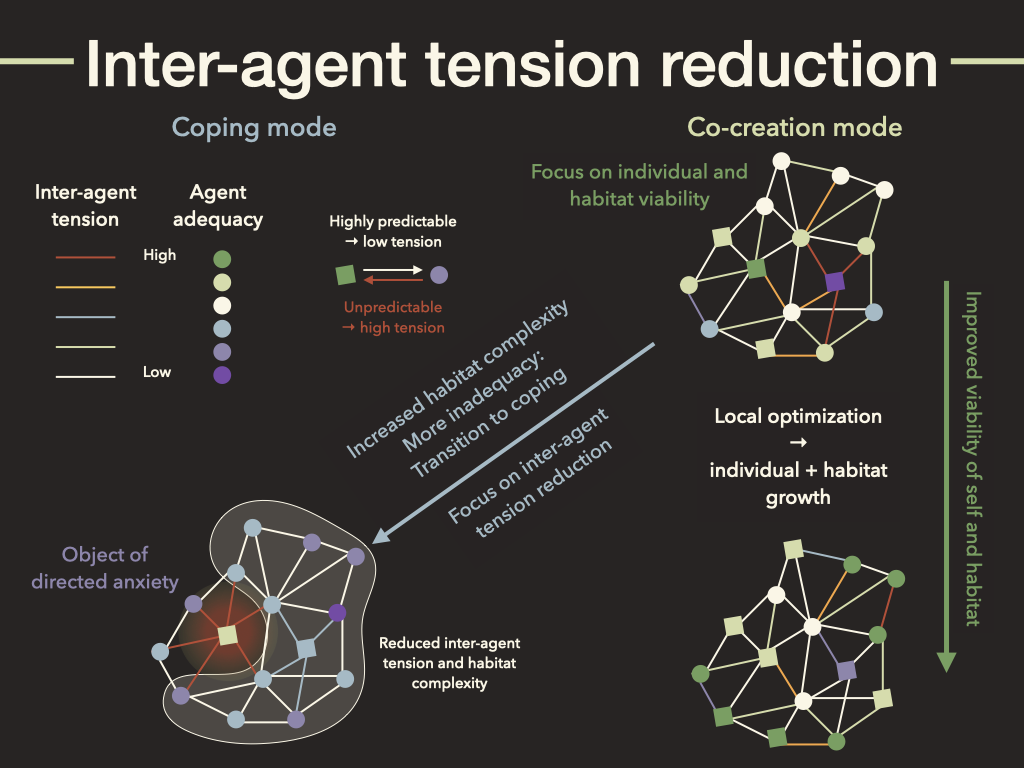 Inter-agent tension reduction
Coping mode
Co-creation mode
Inter-agent
tension
Agent
adequacy
High
Low
Highly predictable
→ low tension
Unpredictable
→ high tension
Focus on individual and
habitat viability
Increased habitat complexity
More inadequacy:
Transition to coping
Focus on inter-agent
tension reduction
Local optimization
→
individual + habitat
growth
Improved viability of self and habitat
Object of
directed anxiety
Reduced inter-agent
tension and habitat
complexity